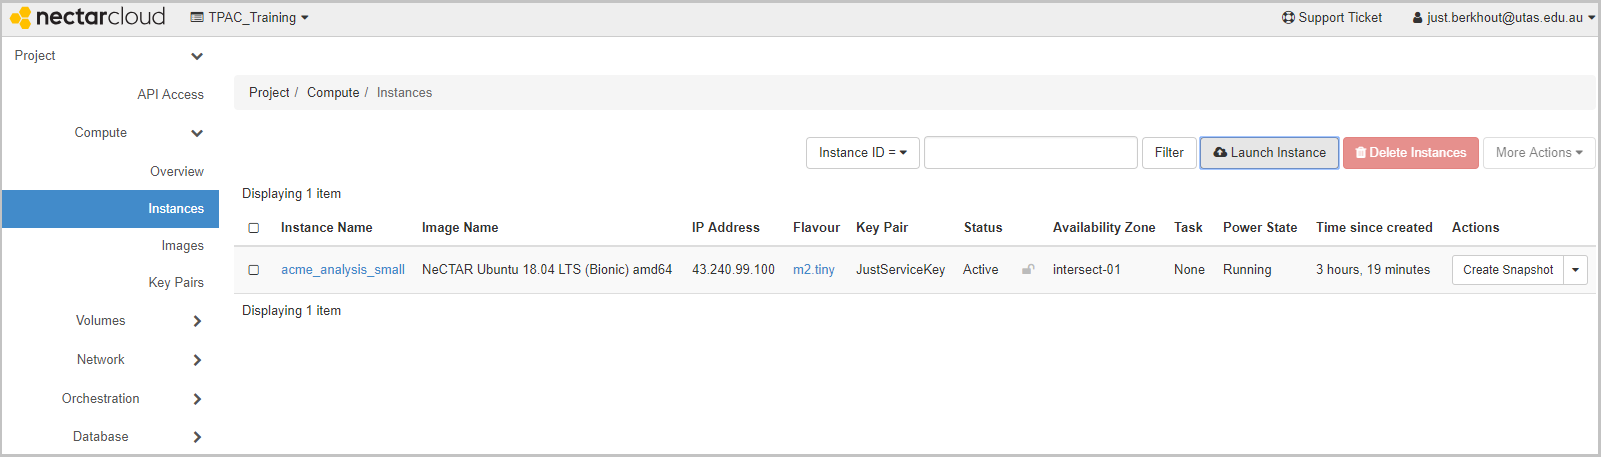 nectarcloud TPAC_Training Support Ticket just.berkhout@utas.edu.au
Project
API Access
Compute
Overview
Instances
Images
Key Pairs
Volumes
Network
Orchestration
Database
Project / Compute / Instances
Instance ID = Filter Launch Instance Delete Instances More Actions
Displaying 1 item
Instance Name Image Name IP Address Flavour Key Pair Status Availability Zone Task Power State Time since created Actions
acme_analysis_small NeCTAR Ubuntu 18.04 LTS (Bionic) amd64 43.240.99.100 m2.tiny JustServiceKey Active intersect-01 None Running 3 hours, 19 minutes Create Snapshot
Displaying 1 item